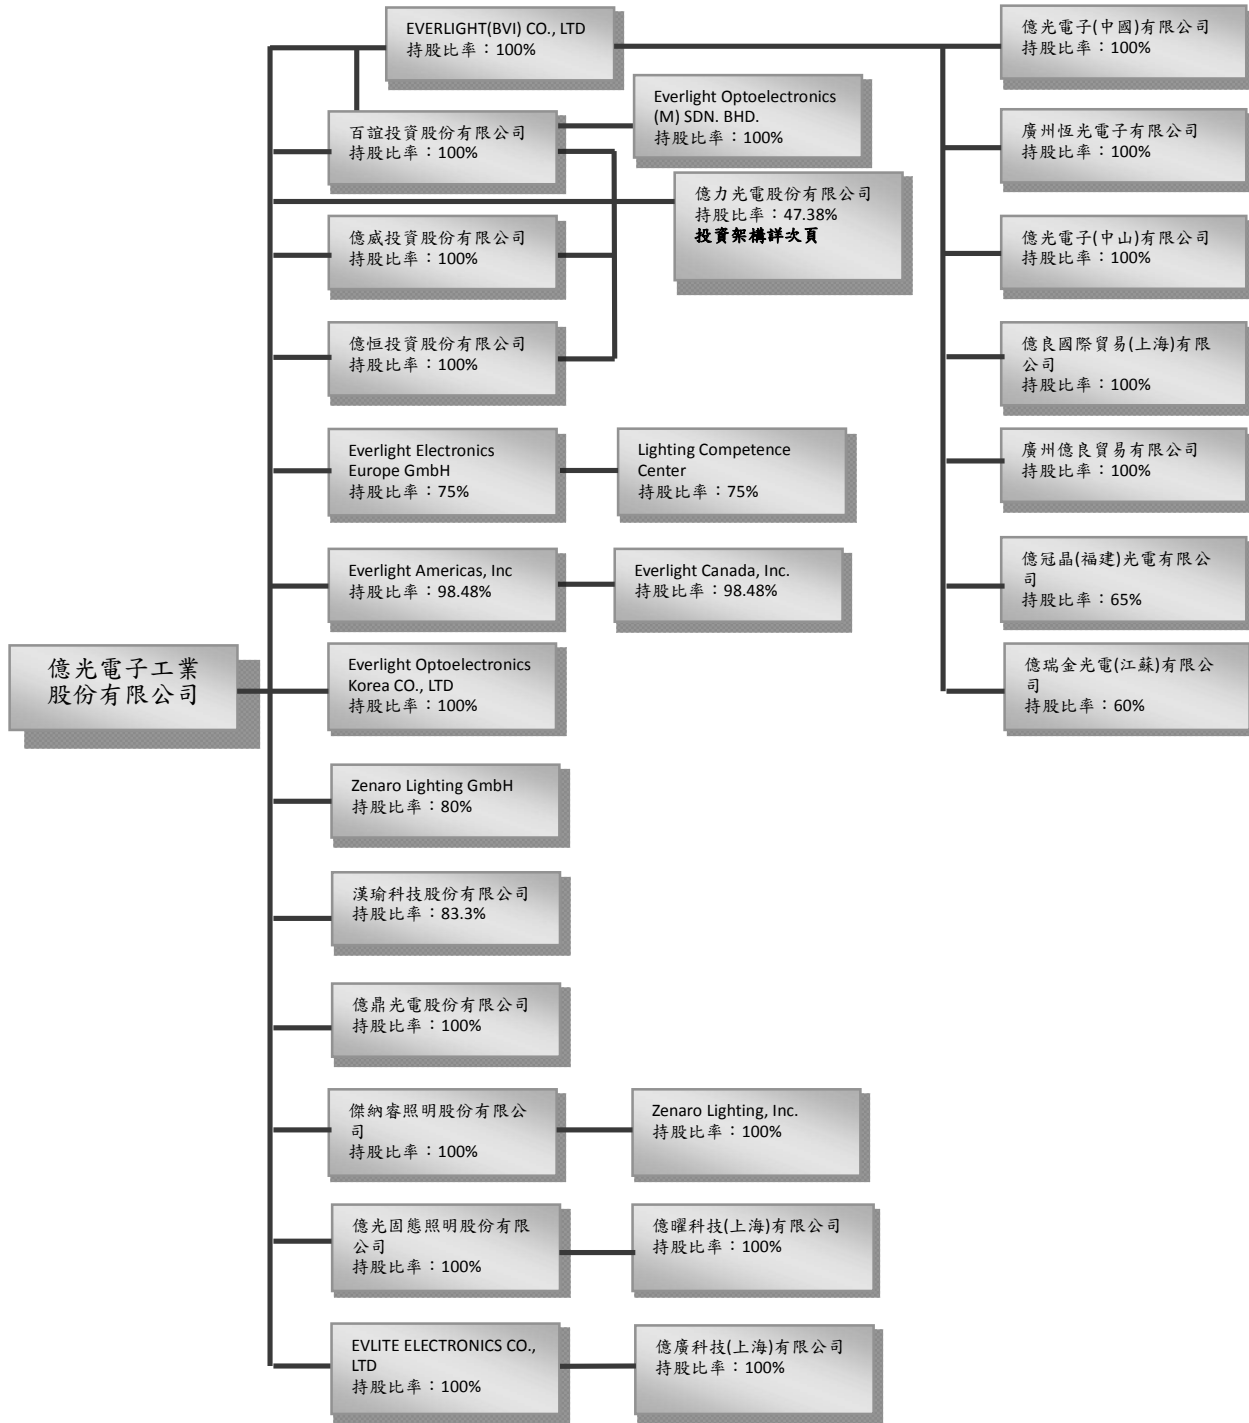 EVERLIGHT(BVI) CO., LTD
持股比率：100%
億光電子(中國)有限公司
持股比率：100%
Everlight Optoelectronics
(M) SDN. BHD.
持股比率：100%
百誼投資股份有限公司
持股比率：100%
廣州恆光電子有限公司
持股比率：100%
億力光電股份有限公司
持股比率：47.38%
投資架構詳次頁
億威投資股份有限公司
持股比率：100%
億光電子(中山)有限公司
持股比率：100%
億恒投資股份有限公司
持股比率：100%
億良國際貿易(上海)有限
公司
持股比率：100%
Everlight Electronics
Europe GmbH
持股比率：75%
Lighting Competence
Center
持股比率：75%
廣州億良貿易有限公司
持股比率：100%
Everlight Americas, Inc
持股比率：98.48%
Everlight Canada, Inc.
持股比率：98.48%
億冠晶(福建)光電有限公
司
持股比率：65%
億光電子工業
股份有限公司
Everlight Optoelectronics
Korea CO., LTD
持股比率：100%
億瑞金光電(江蘇)有限公
司
持股比率：60%
Zenaro Lighting GmbH
持股比率：80%
漢瑜科技股份有限公司
持股比率：83.3%
億鼎光電股份有限公司
持股比率：100%
傑納睿照明股份有限公
司
持股比率：100%
Zenaro Lighting, Inc.
持股比率：100%
億光固態照明股份有限
公司
持股比率：100%
億曜科技(上海)有限公司
持股比率：100%
EVLITE ELECTRONICS CO.,
LTD
持股比率：100%
億廣科技(上海)有限公司
持股比率：100%